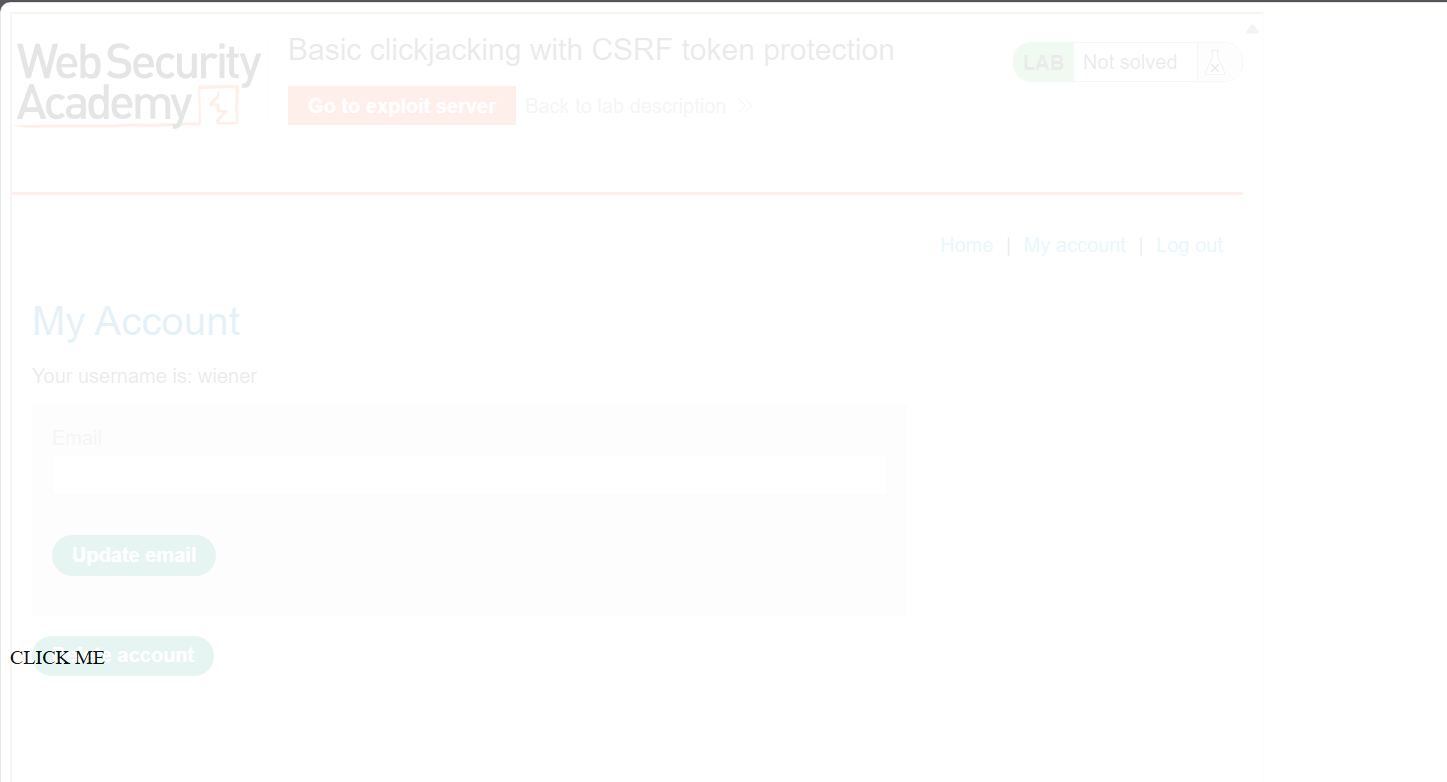 Web Security
Academy
Basic clickjacking with CSRF token protection
Go to exploit server
Back to lab description
LAB
Not solved
Home | My account | Log out
My Account
Your username is: wiener
Email
Update email
CLICK ME
account